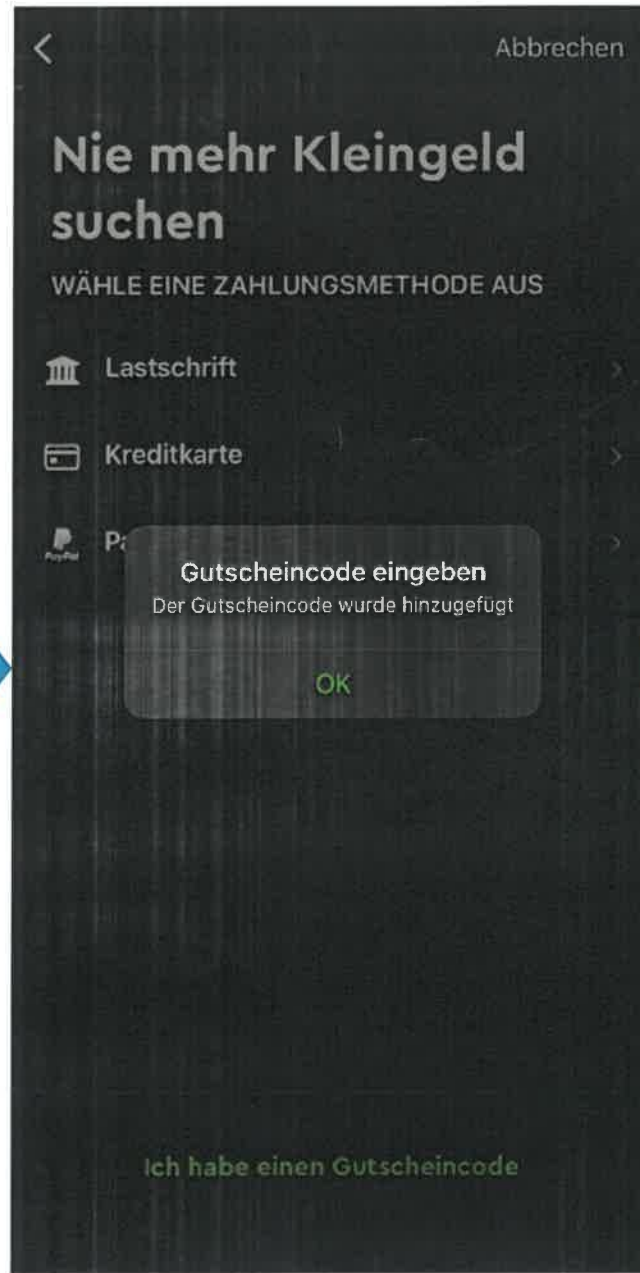 Abbrechen
Nie mehr Kleingeld
suchen
WÄHLE EINE ZAHLUNGSMETHODE AUS
Lastschrift
Kreditkarte
PayPal
Gutscheincode eingeben
Der Gutscheincode wurde hinzugefügt
OK
Ich habe einen Gutscheincode